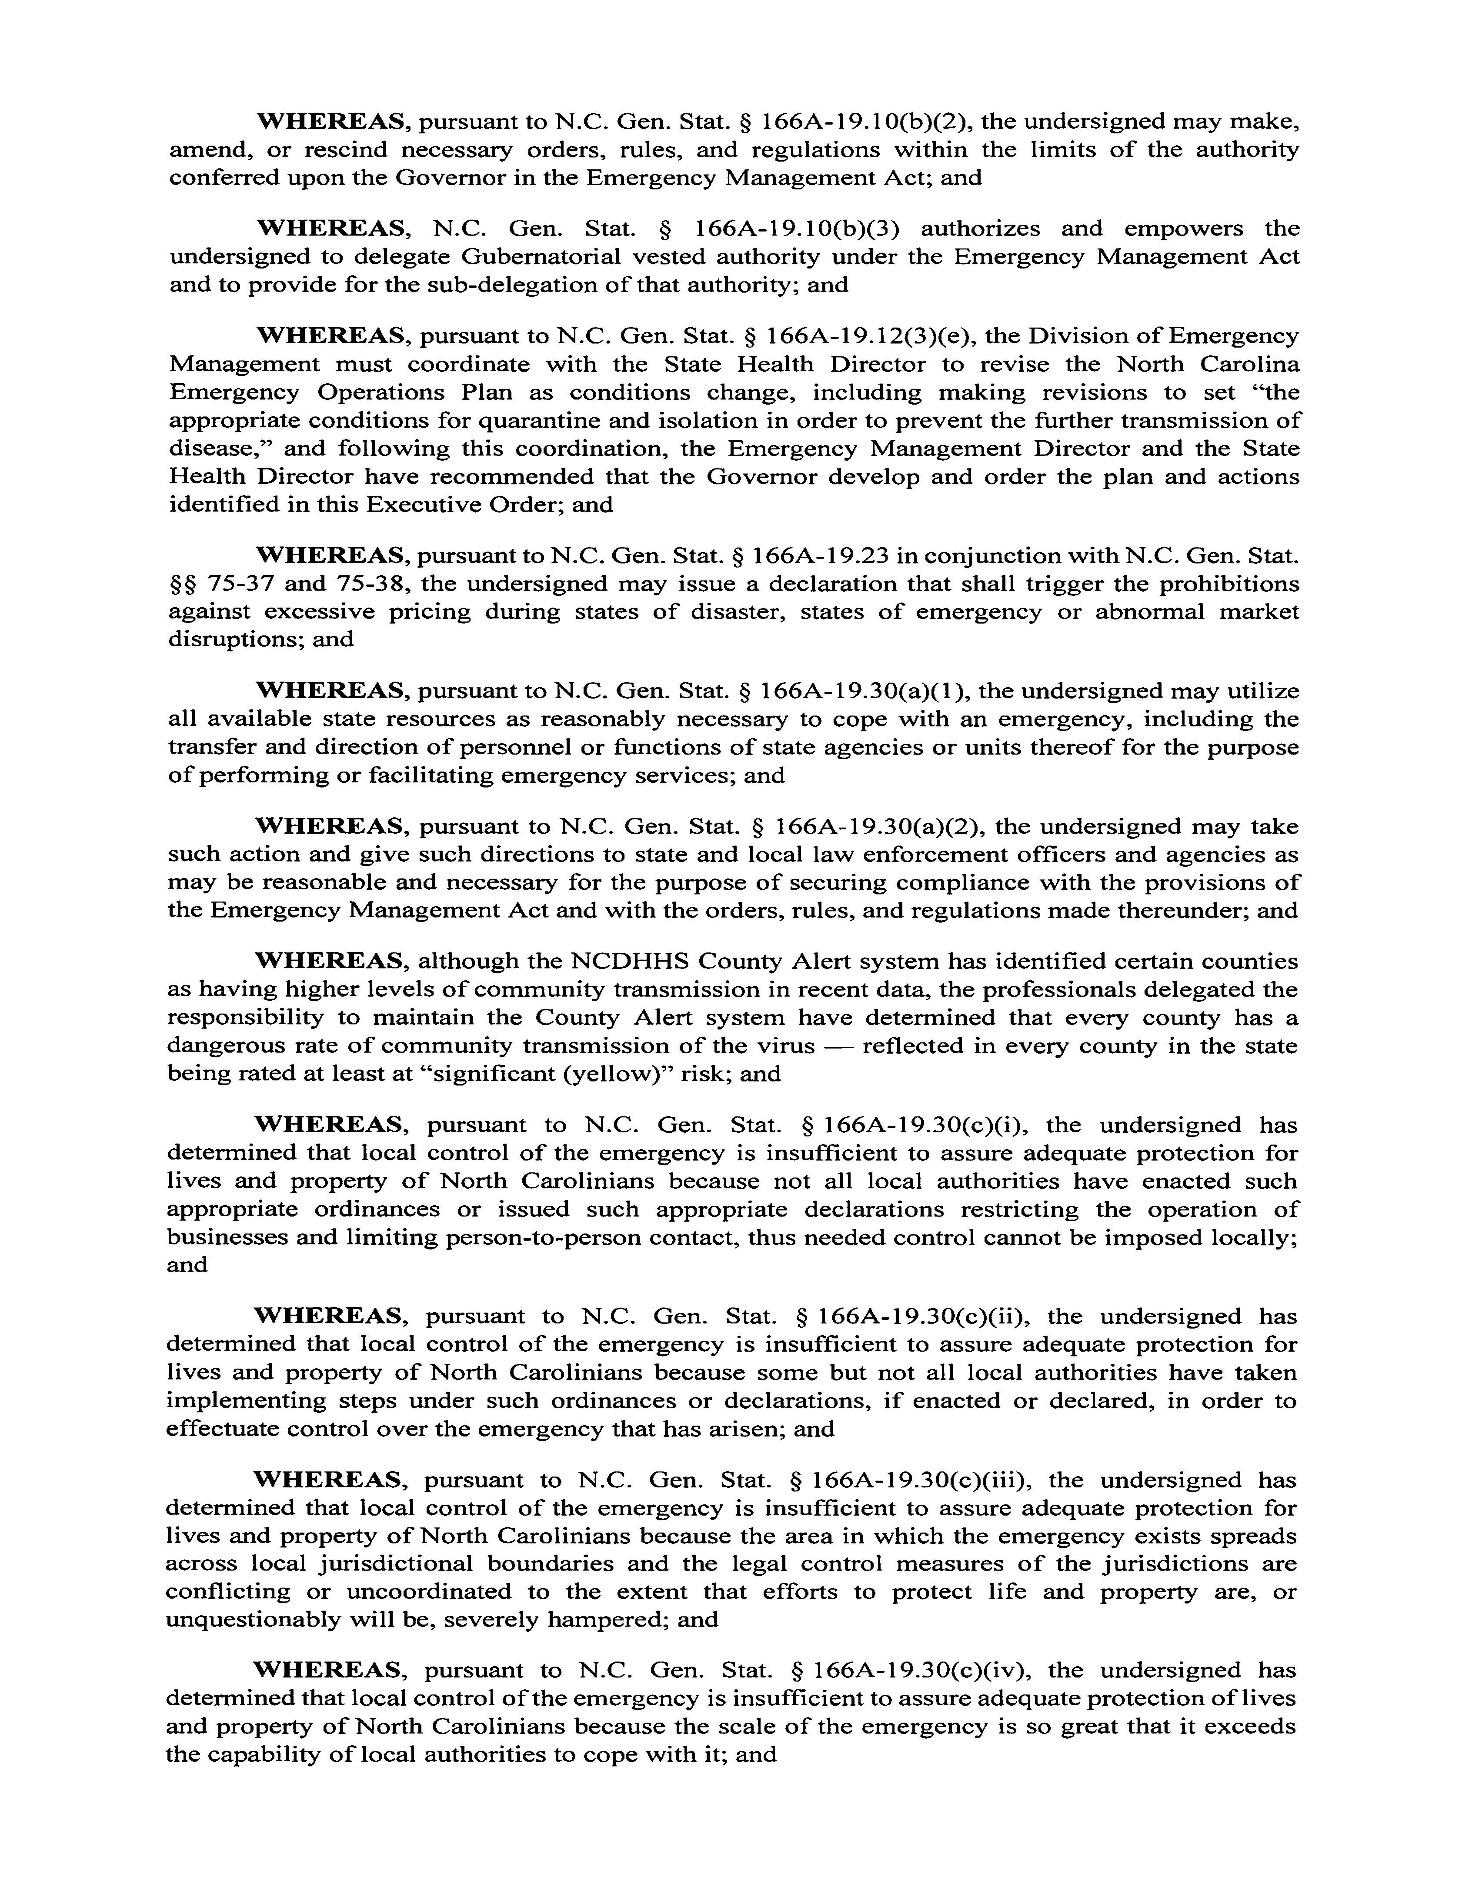 WHEREAS, pursuant to N.C. Gen. Stat. § 166A-19.10(b)(2), the undersigned may make,
amend, or rescind necessary orders, rules, and regulations within the limits of the authority
conferred upon the Governor in the Emergency Management Act; and
WHEREAS, N.C. Gen. Stat. § 166A-19.10(b)(3) authorizes and empowers the
undersigned to delegate Gubernatorial vested authority under the Emergency Management Act
and to provide for the sub-delegation of that authority; and
WHEREAS, pursuant to N.C. Gen. Stat. § 166A-19.12(3)(e), the Division of Emergency
Management must coordinate with the State Health Director to revise the North Carolina
Emergency Operations Plan as conditions change, including making revisions to set “the
appropriate conditions for quarantine and isolation in order to prevent the further transmission of
disease,” and following this coordination, the Emergency Management Director and the State
Health Director have recommended that the Governor develop and order the plan and actions
identified in this Executive Order; and
WHEREAS, pursuant to N.C. Gen. Stat. § 166A-19.23 in conjunction with N.C. Gen. Stat.
§§ 75-37 and 75-38, the undersigned may issue a declaration that shall trigger the prohibitions
against excessive pricing during states of disaster, states of emergency or abnormal market
disruptions; and
WHEREAS, pursuant to N.C. Gen. Stat. § 166A-19.30(a)(1), the undersigned may utilize
all available state resources as reasonably necessary to cope with an emergency, including the
transfer and direction of personnel or functions of state agencies or units thereof for the purpose
of performing or facilitating emergency services; and
WHEREAS, pursuant to N.C. Gen. Stat. § 166A-19.30(a)(2), the undersigned may take
such action and give such directions to state and local law enforcement officers and agencies as
may be reasonable and necessary for the purpose of securing compliance with the provisions of
the Emergency Management Act and with the orders, rules, and regulations made thereunder; and
WHEREAS, although the NCDHHS County Alert system has identified certain counties
as having higher levels of community transmission in recent data, the professionals delegated the
responsibility to maintain the County Alert system have determined that every county has a
dangerous rate of community transmission of the virus — reflected in every county in the state
being rated at least at “significant (yellow)” risk; and
WHEREAS, pursuant to N.C. Gen. Stat. § 166A-19.30(c)(i), the undersigned has
determined that local control of the emergency is insufficient to assure adequate protection for
lives and property of North Carolinians because not all local authorities have enacted such
appropriate ordinances or issued such appropriate declarations restricting the operation of
businesses and limiting person-to-person contact, thus needed control cannot be imposed locally;
and
WHEREAS, pursuant to N.C. Gen. Stat. § 166A-19.30(c)(ii), the undersigned has
determined that local control of the emergency is insufficient to assure adequate protection for
lives and property of North Carolinians because some but not all local authorities have taken
implementing steps under such ordinances or declarations, if enacted or declared, in order to
effectuate control over the emergency that has arisen; and
WHEREAS, pursuant to N.C. Gen. Stat. § 166A-19.30(c)(iii), the undersigned has
determined that local control of the emergency is insufficient to assure adequate protection for
lives and property of North Carolinians because the area in which the emergency exists spreads
across local jurisdictional boundaries and the legal control measures of the jurisdictions are
conflicting or uncoordinated to the extent that efforts to protect life and property are, or
unquestionably will be, severely hampered; and
WHEREAS, pursuant to N.C. Gen. Stat. § 166A-19.30(c)(iv), the undersigned has
determined that local control of the emergency is insufficient to assure adequate protection of lives
and property of North Carolinians because the scale of the emergency is so great that it exceeds
the capability of local authorities to cope with it; and